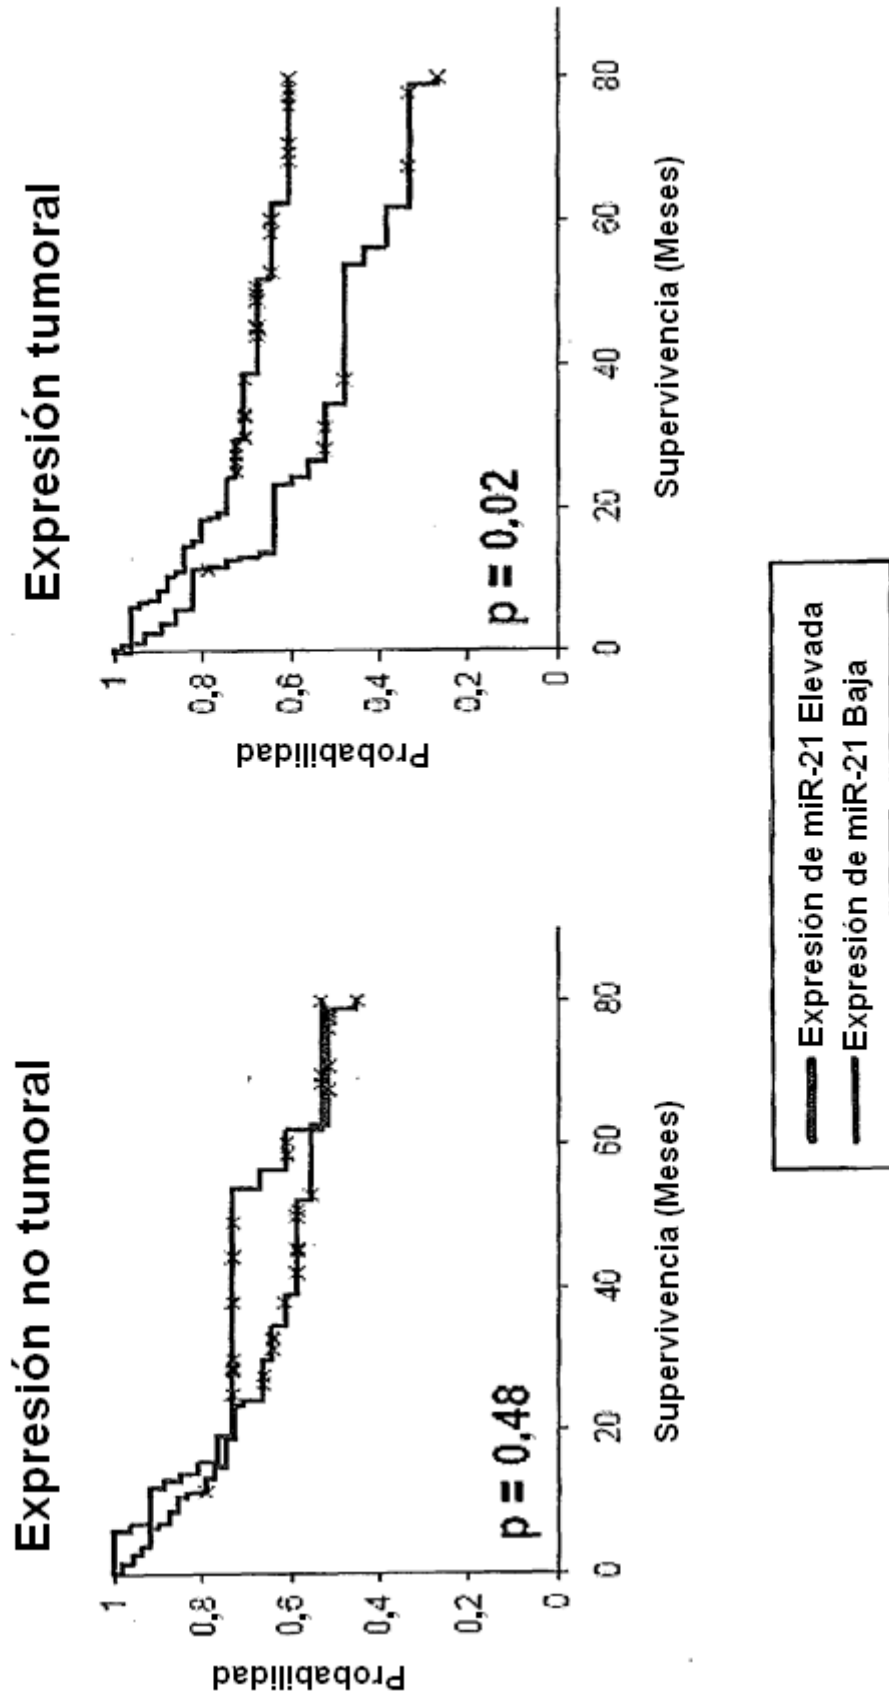 Expresión no tumoral
Probabilidad
1
0,8
0,6
0,4
0,2
0
0 20 40 60 80
p = 0,48
Supervivencia (Meses)
Expresión tumoral
Probabilidad
1
0,8
0,6
0,4
0,2
0
0 20 40 60 80
p = 0,02
Supervivencia (Meses)
Expresión de miR-21 Elevada
Expresión de miR-21 Baja